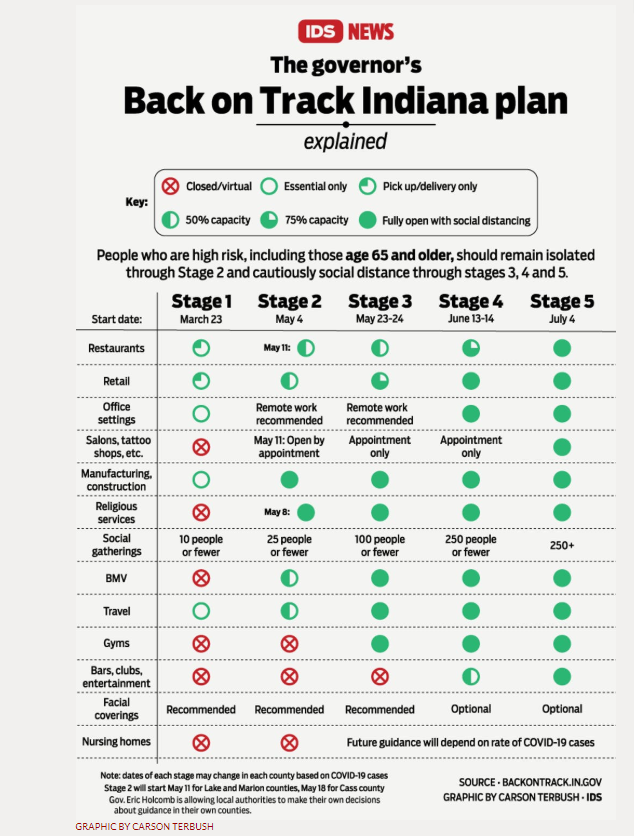 IDS NEWS
The governor's
Back on Track Indiana plan
explained
Key:
Closed/virtual
Essential only
Pick up/delivery only
50% capacity
75% capacity
Fully open with social distancing
People who are high risk, including those age 65 and older, should remain isolated
through Stage 2 and cautiously social distance through stages 3, 4 and 5.
Stage 1 Stage 2 Stage 3 Stage 4 Stage 5
Start date: March 23 May 4 May 23-24 June 13-14 July 4
Restaurants May 11:
Retail
Office
settings
Remote work
recommended
Remote work
recommended
Salons, tattoo
shops, etc.
May 11: Open by
appointment
Appointment
only
Appointment
only
Manufacturing,
construction
Religious
services
May 8:
Social
gatherings
10 people
or fewer
25 people
or fewer
100 people
or fewer
250 people
or fewer
250+
BMV
Travel
Gyms
Bars, clubs,
entertainment
Facial
coverings
Recommended Recommended Recommended Optional Optional
Nursing homes Future guidance will depend on rate of COVID-19 cases
Note: dates of each stage may change in each county based on COVID-19 cases
Stage 2 will start May 11 for Lake and Marion counties, May 18 for Cass county
Gov. Eric Holcomb is allowing local authorities to make their own decisions
about guidance in their own counties.
SOURCE • BACKONTRACK.IN.GOV
GRAPHIC BY CARSON TERBUSH • IDS
GRAPHIC BY CARSON TERBUSH